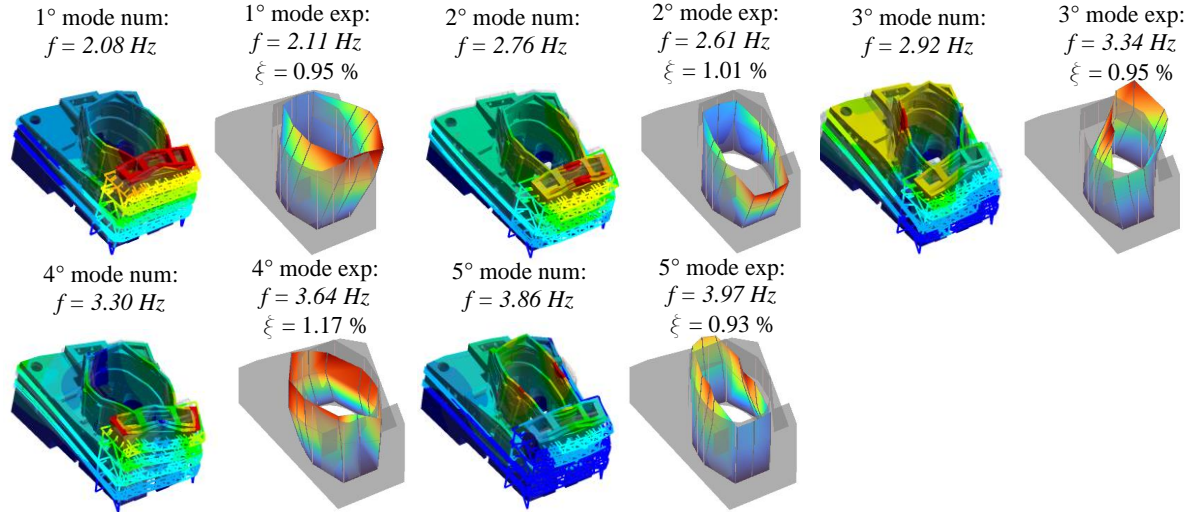 1° mode num:
f = 2.08 Hz
1° mode exp:
f = 2.11 Hz
ξ = 0.95 %
2° mode num:
f = 2.76 Hz
2° mode exp:
f = 2.61 Hz
ξ = 1.01 %
3° mode num:
f = 2.92 Hz
3° mode exp:
f = 3.34 Hz
ξ = 0.95 %
4° mode num:
f = 3.30 Hz
4° mode exp:
f = 3.64 Hz
ξ = 1.17 %
5° mode num:
f = 3.86 Hz
5° mode exp:
f = 3.97 Hz
ξ = 0.93 %